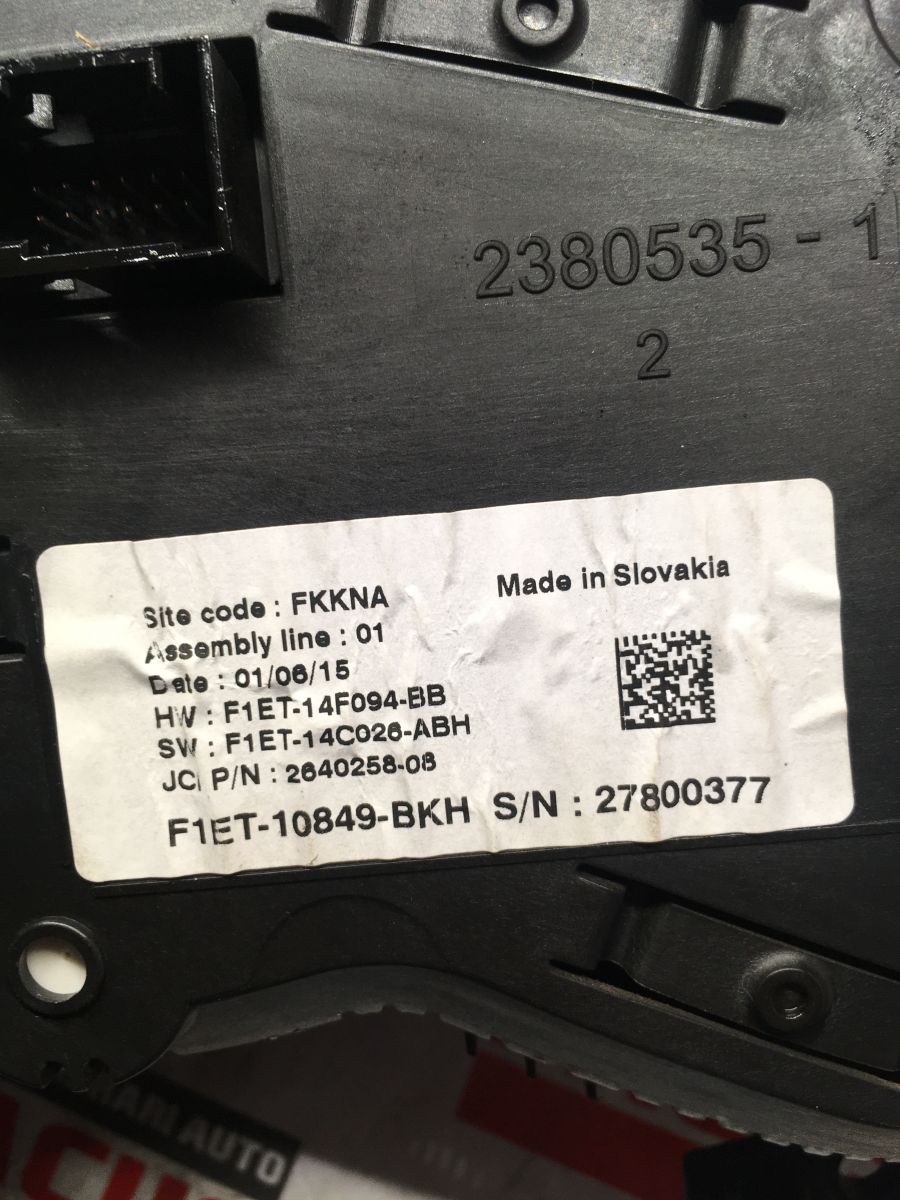 2380535-1
2
Made in Slovakia
Site code : FKKNA
Assembly line : 01
Date : 01/06/15
HW : F1ET-14F094-BB
SW : F1ET-14C026-ABH
JCI P/N : 2640258-08
F1ET-10849-BKH S/N : 27800377
AUTO